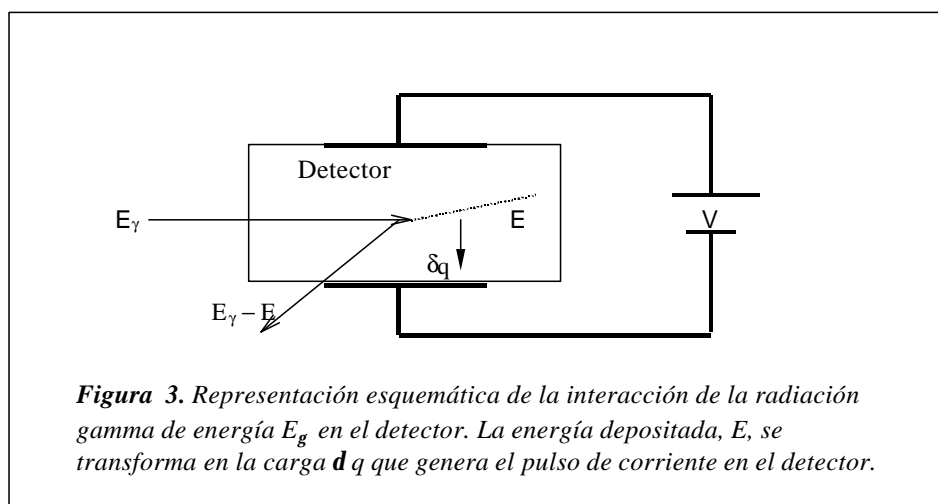 Detector
E
V
Eγ
δq
Eγ – E
Figura 3. Representación esquemática de la interacción de la radiación
gamma de energía Eg en el detector. La energía depositada, E, se
transforma en la carga d q que genera el pulso de corriente en el detector.